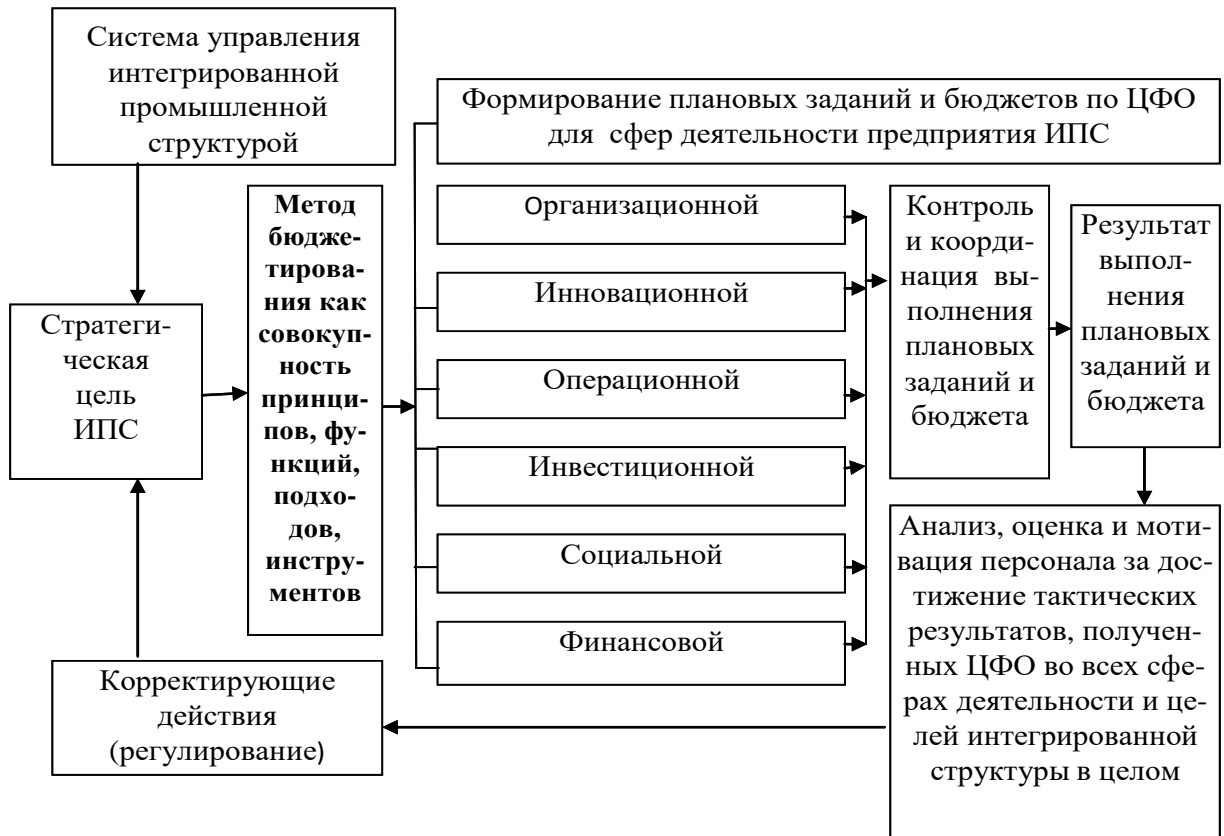 Система управления
интегрированной
промышленной
структурой
Формирование плановых заданий и бюджетов по ЦФО
для сфер деятельности предприятия ИПС
Стратеги-
ческая
цель
ИПС
Метод
бюдже-
тирова-
ния как
совокуп-
ность
принци-
пов, фу-
нкций,
подхо-
дов,
инстру-
ментов
Организационной
Инновационной
Операционной
Инвестиционной
Социальной
Финансовой
Контроль
и коорди-
нация вы-
полнения
плановых
заданий и
бюджета
Результат
выпол-
нения
плановых
заданий и
бюджета
Анализ, оценка и моти-
вация персонала за дос-
тижение тактических
результатов, получен-
ных ЦФО во всех сфе-
рах деятельности и це-
лей интегрированной
структуры в целом
Корректирующие
действия
(регулирование)